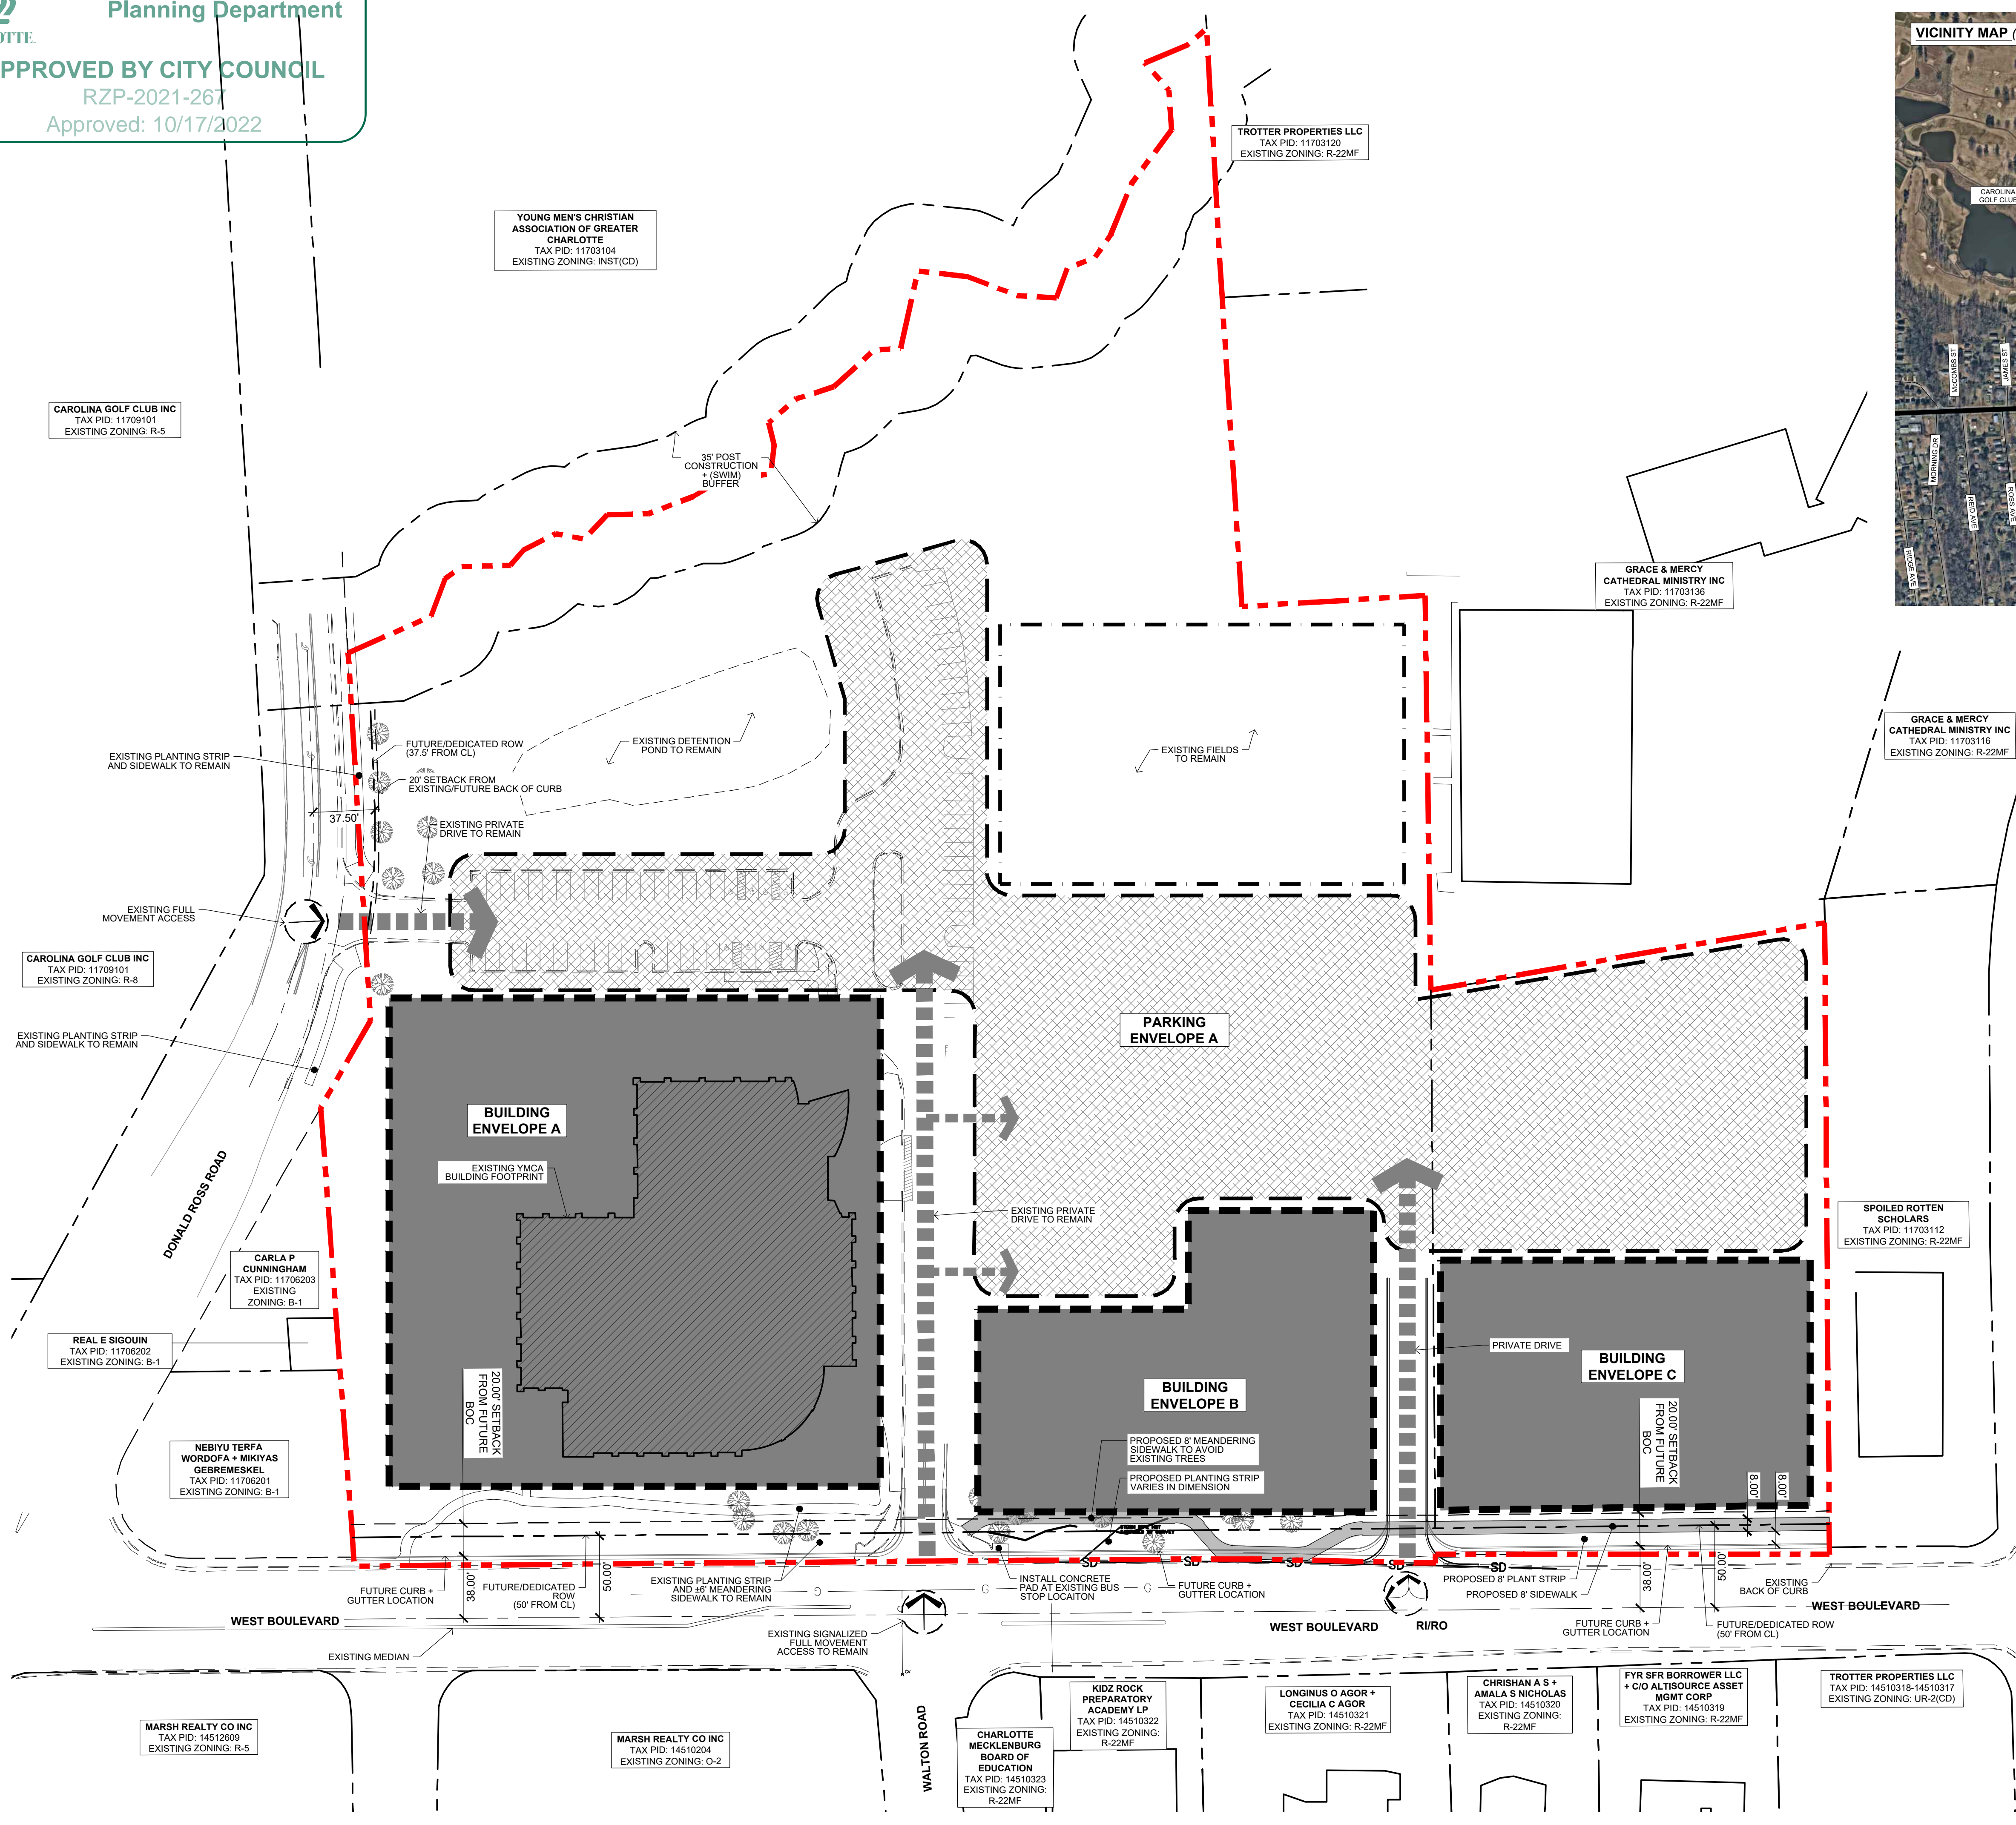 Planning Department
OTTE.
PPROVED BY CITY COUNCIL
RZP-2021-267
Approved: 10/17/2022
VICINITY MAP (
CAROLINA
GOLF CLUB
McCOMBS ST
JAMES ST
MORNING DR
REID AVE
ROSS AVE
RIDGE AVE
TROTTER PROPERTIES LLC
TAX PID: 11703120
EXISTING ZONING: R-22MF
YOUNG MEN'S CHRISTIAN
ASSOCIATION OF GREATER
CHARLOTTE
TAX PID: 11703104
EXISTING ZONING: INST(CD)
CAROLINA GOLF CLUB INC
TAX PID: 11709101
EXISTING ZONING: R-5
35' POST
CONSTRUCTION
+ (SWIM)
BUFFER
GRACE & MERCY
CATHEDRAL MINISTRY INC
TAX PID: 11703136
EXISTING ZONING: R-22MF
GRACE & MERCY
CATHEDRAL MINISTRY INC
TAX PID: 11703116
EXISTING ZONING: R-22MF
EXISTING PLANTING STRIP
AND SIDEWALK TO REMAIN
FUTURE/DEDICATED ROW
(37.5' FROM CL)
20' SETBACK FROM
EXISTING/FUTURE BACK OF CURB
37.50'
EXISTING PRIVATE
DRIVE TO REMAIN
EXISTING DETENTION
POND TO REMAIN
EXISTING FIELDS
TO REMAIN
EXISTING FULL
MOVEMENT ACCESS
CAROLINA GOLF CLUB INC
TAX PID: 11709101
EXISTING ZONING: R-8
EXISTING PLANTING STRIP
AND SIDEWALK TO REMAIN
PARKING
ENVELOPE A
BUILDING
ENVELOPE A
EXISTING YMCA
BUILDING FOOTPRINT
DONALD ROSS ROAD
EXISTING PRIVATE
DRIVE TO REMAIN
SPOILED ROTTEN
SCHOLARS
TAX PID: 11703112
EXISTING ZONING: R-22MF
CARLA P
CUNNINGHAM
TAX PID: 11706203
EXISTING
ZONING: B-1
REAL E SIGOUIN
TAX PID: 11706202
EXISTING ZONING: B-1
PRIVATE DRIVE
BUILDING
ENVELOPE C
BUILDING
ENVELOPE B
20.00' SETBACK
FROM FUTURE
BOC
20.00' SETBACK
FROM FUTURE
BOC
NEBIYU TERFA
WORDOFA + MIKIYAS
GEBREMESKEL
TAX PID: 11706201
EXISTING ZONING: B-1
PROPOSED 8' MEANDERING
SIDEWALK TO AVOID
EXISTING TREES
PROPOSED PLANTING STRIP
VARIES IN DIMENSION
8.00'
8.00'
SD
SD
SD
SD
SD
38.00'
50.00'
FUTURE CURB +
GUTTER LOCATION
FUTURE/DEDICATED
ROW
(50' FROM CL)
EXISTING PLANTING STRIP
AND ±6' MEANDERING
SIDEWALK TO REMAIN
G
G
G
INSTALL CONCRETE
PAD AT EXISTING BUS
STOP LOCAITON
FUTURE CURB +
GUTTER LOCATION
PROPOSED 8' PLANT STRIP
PROPOSED 8' SIDEWALK
38.00'
50.00'
EXISTING
BACK OF CURB
WEST BOULEVARD
WEST BOULEVARD
RI/RO
WEST BOULEVARD
FUTURE CURB +
GUTTER LOCATION
FUTURE/DEDICATED ROW
(50' FROM CL)
EXISTING MEDIAN
EXISTING SIGNALIZED
FULL MOVEMENT
ACCESS TO REMAIN
MARSH REALTY CO INC
TAX PID: 14512609
EXISTING ZONING: R-5
MARSH REALTY CO INC
TAX PID: 14510204
EXISTING ZONING: O-2
WALTON ROAD
CHARLOTTE
MECKLENBURG
BOARD OF
EDUCATION
TAX PID: 14510323
EXISTING ZONING:
R-22MF
KIDZ ROCK
PREPARATORY
ACADEMY LP
TAX PID: 14510322
EXISTING ZONING:
R-22MF
LONGINUS O AGOR +
CECILIA C AGOR
TAX PID: 14510321
EXISTING ZONING: R-22MF
CHRISHAN A S +
AMALA S NICHOLAS
TAX PID: 14510320
EXISTING ZONING:
R-22MF
FYR SFR BORROWER LLC
+ C/O ALTISOURCE ASSET
MGMT CORP
TAX PID: 14510319
EXISTING ZONING: R-22MF
TROTTER PROPERTIES LLC
TAX PID: 14510318-14510317
EXISTING ZONING: UR-2(CD)